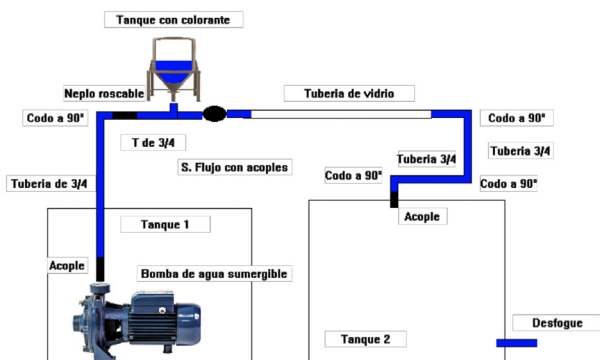 Tanque con colorante
Neplo roscable
Tuberia de vidrio
Codo a 90°
Codo a 90°
T de 3/4
Tuberia 3/4
Tuberia 3/4
S. Flujo con acoples
Codo a 90°
Tuberia de 3/4
Codo a 90°
Acople
Tanque 1
Acople
Bomba de agua sumergible
Desfogue
Tanque 2